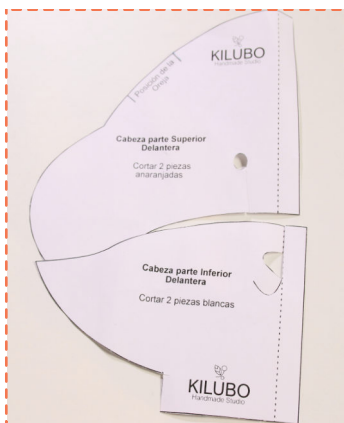 KILUBO
Handmade Studio
Posición de la
Oreja
Cabeza parte Superior
Delantera
Cortar 2 piezas
anaranjadas
Cabeza parte Inferior
Delantera
Cortar 2 piezas blancas
KILUBO
Handmade Studio